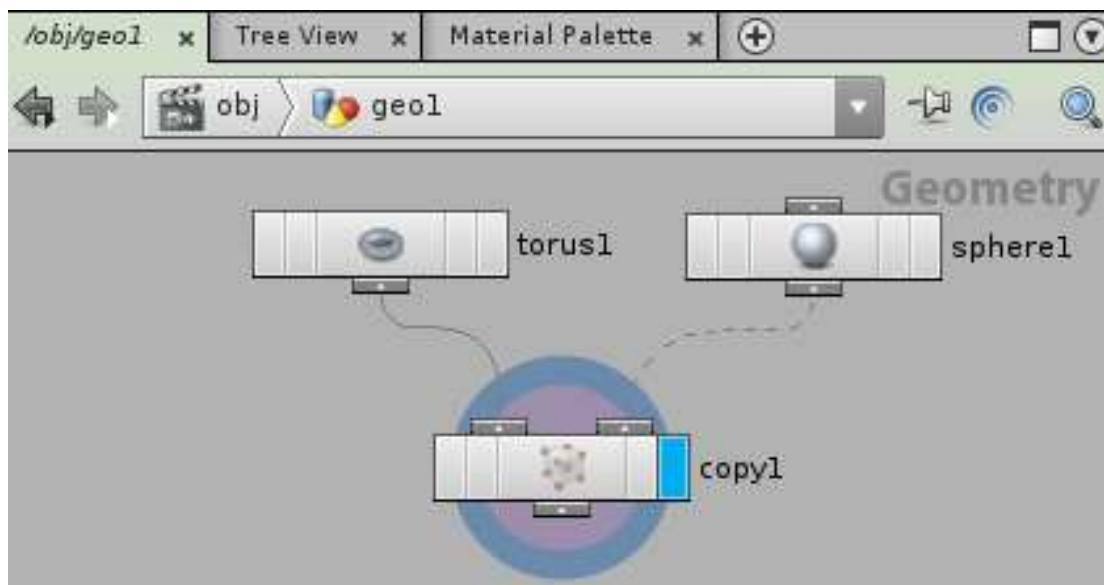 /obj/geo1 Tree View Material Palette
obj geo1
Geometry
torus1 sphere1
copy1